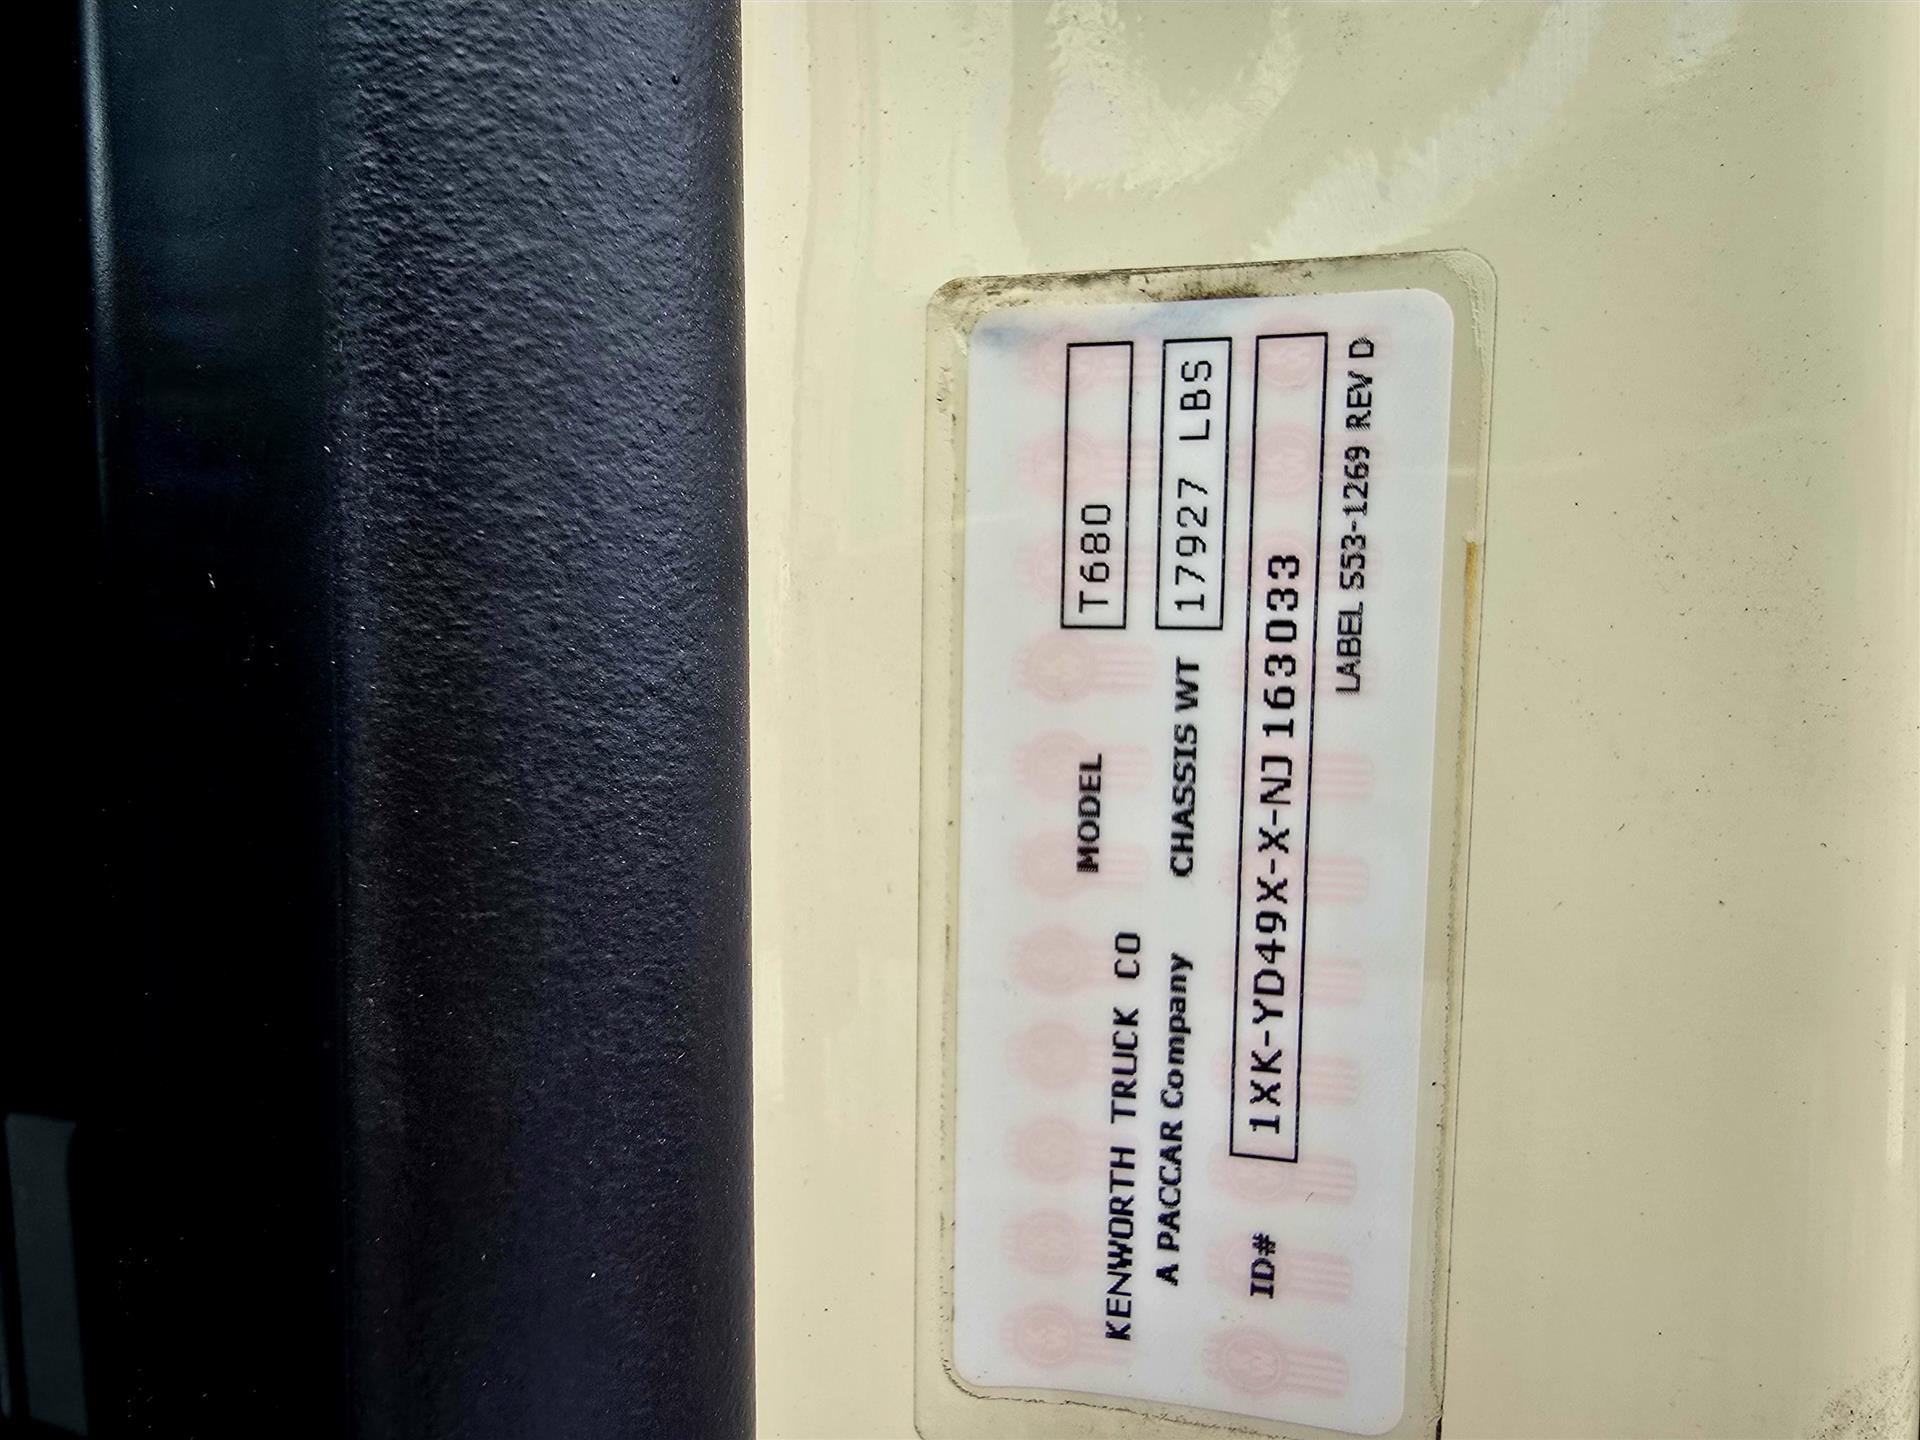 KENWORTH TRUCK CO MODEL T680
A PACCAR Company CHASSIS WT 17927 LBS
ID# 1XK-YD49X-X-NJ163033
LABEL S53-1269 REV D